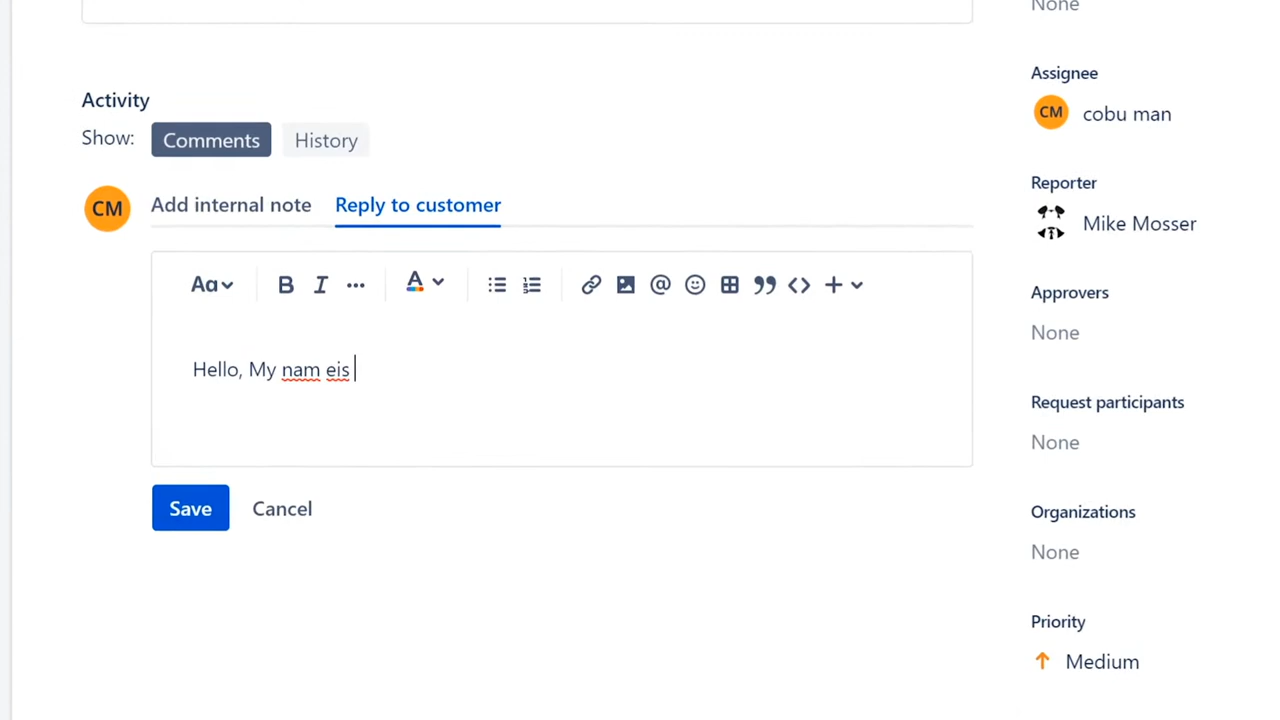 None
Activity
Show: Comments History
CM Add internal note Reply to customer
Aa B I ... A @ + 
Hello, My nam eis
Save Cancel
Assignee
CM cobu man
Reporter
Mike Mosser
Approvers
None
Request participants
None
Organizations
None
Priority
Medium